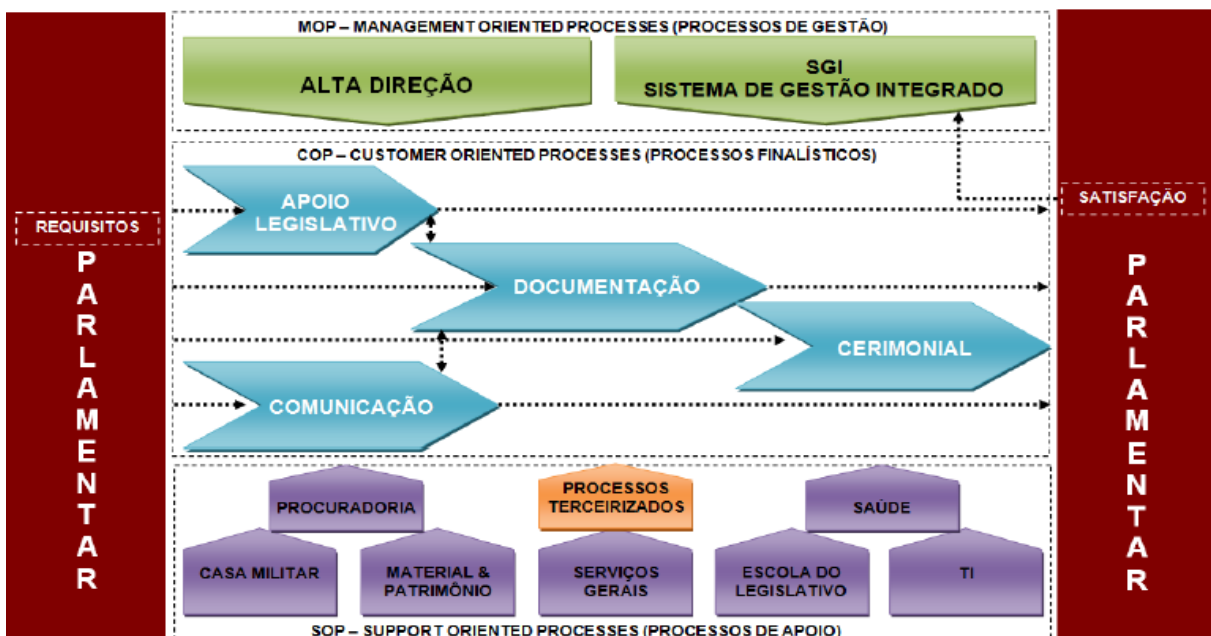 MOP – MANAGEMENT ORIENTED PROCESSES (PROCESSOS DE GESTÃO)
ALTA DIREÇÃO
SGI
SISTEMA DE GESTÃO INTEGRADO
COP – CUSTOMER ORIENTED PROCESSES (PROCESSOS FINALÍSTICOS)
REQUISITOS
PARLAMENTAR
APOIO
LEGISLATIVO
DOCUMENTAÇÃO
CERIMONIAL
COMUNICAÇÃO
SATISFAÇÃO
PARLAMENTAR
PROCURADORIA
PROCESSOS
TERCEIRIZADOS
SAÚDE
CASA MILITAR
MATERIAL &
PATRIMÔNIO
SERVIÇOS
GERAIS
ESCOLA DO
LEGISLATIVO
TI
SOP – SUPPORT ORIENTED PROCESSES (PROCESSOS DE APOIO)